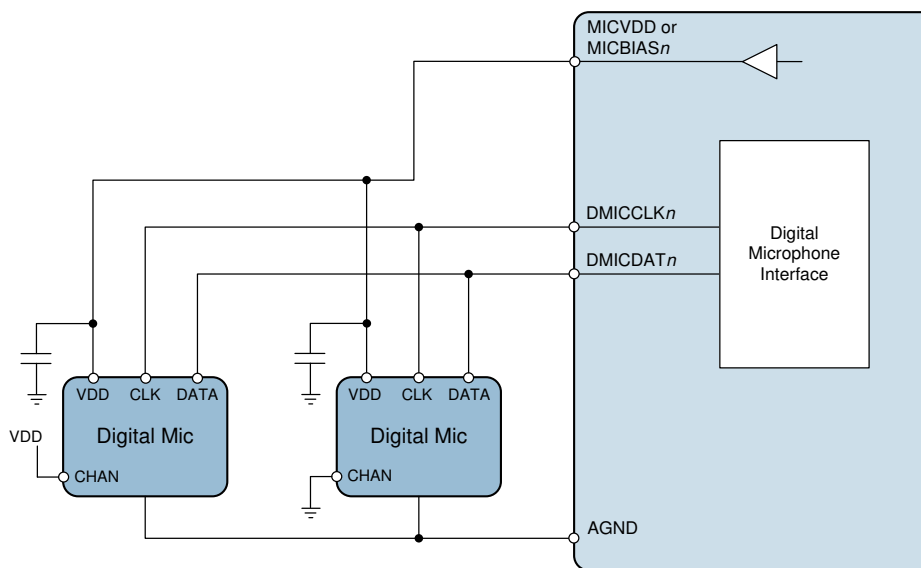 MICVDD or
MICBIASn
DMICCLKn
DMICDATn
Digital
Microphone
Interface
VDD CLK DATA
Digital Mic
VDD
CHAN
VDD CLK DATA
Digital Mic
CHAN
AGND